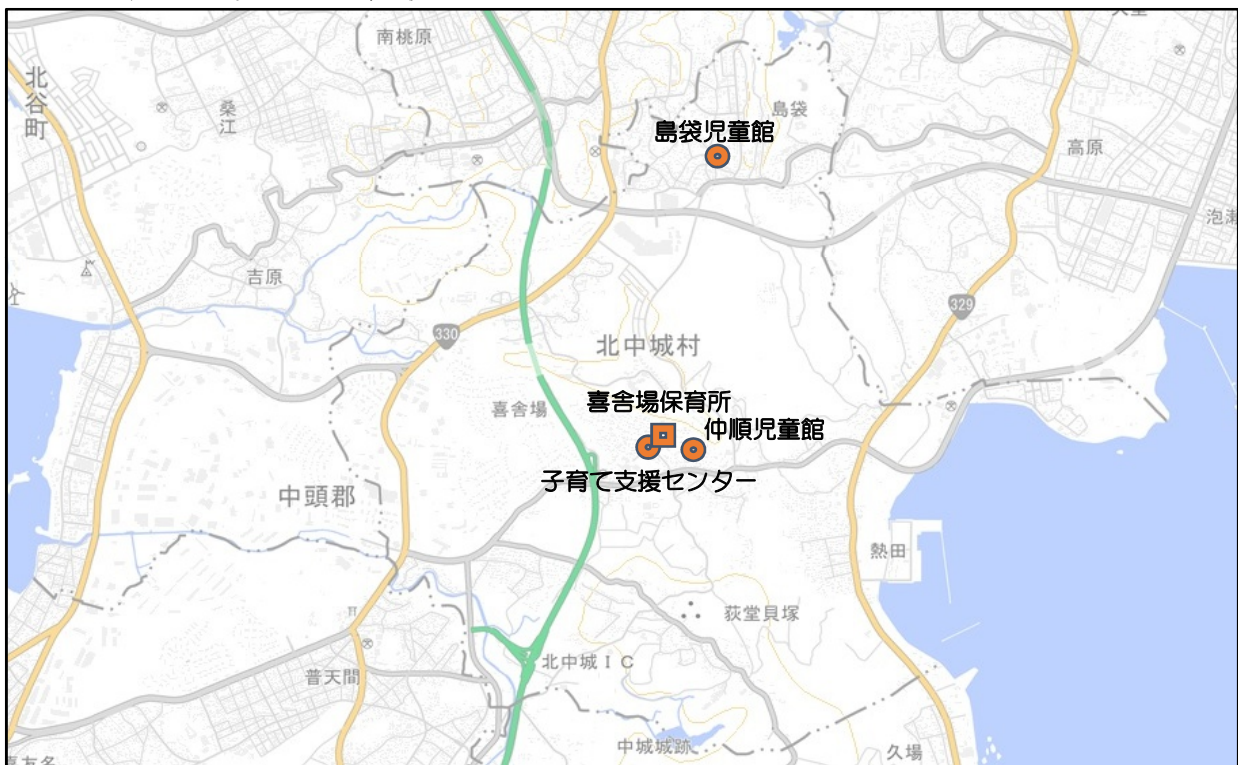 南桃原
北谷町
桑江
島袋
島袋児童館
高原
泡瀬
吉原
330
329
北中城村
喜舎場保育所
喜舎場
仲順児童館
子育て支援センター
中頭郡
熱田
荻堂貝塚
北中城IC
普天間
中城城跡
久場